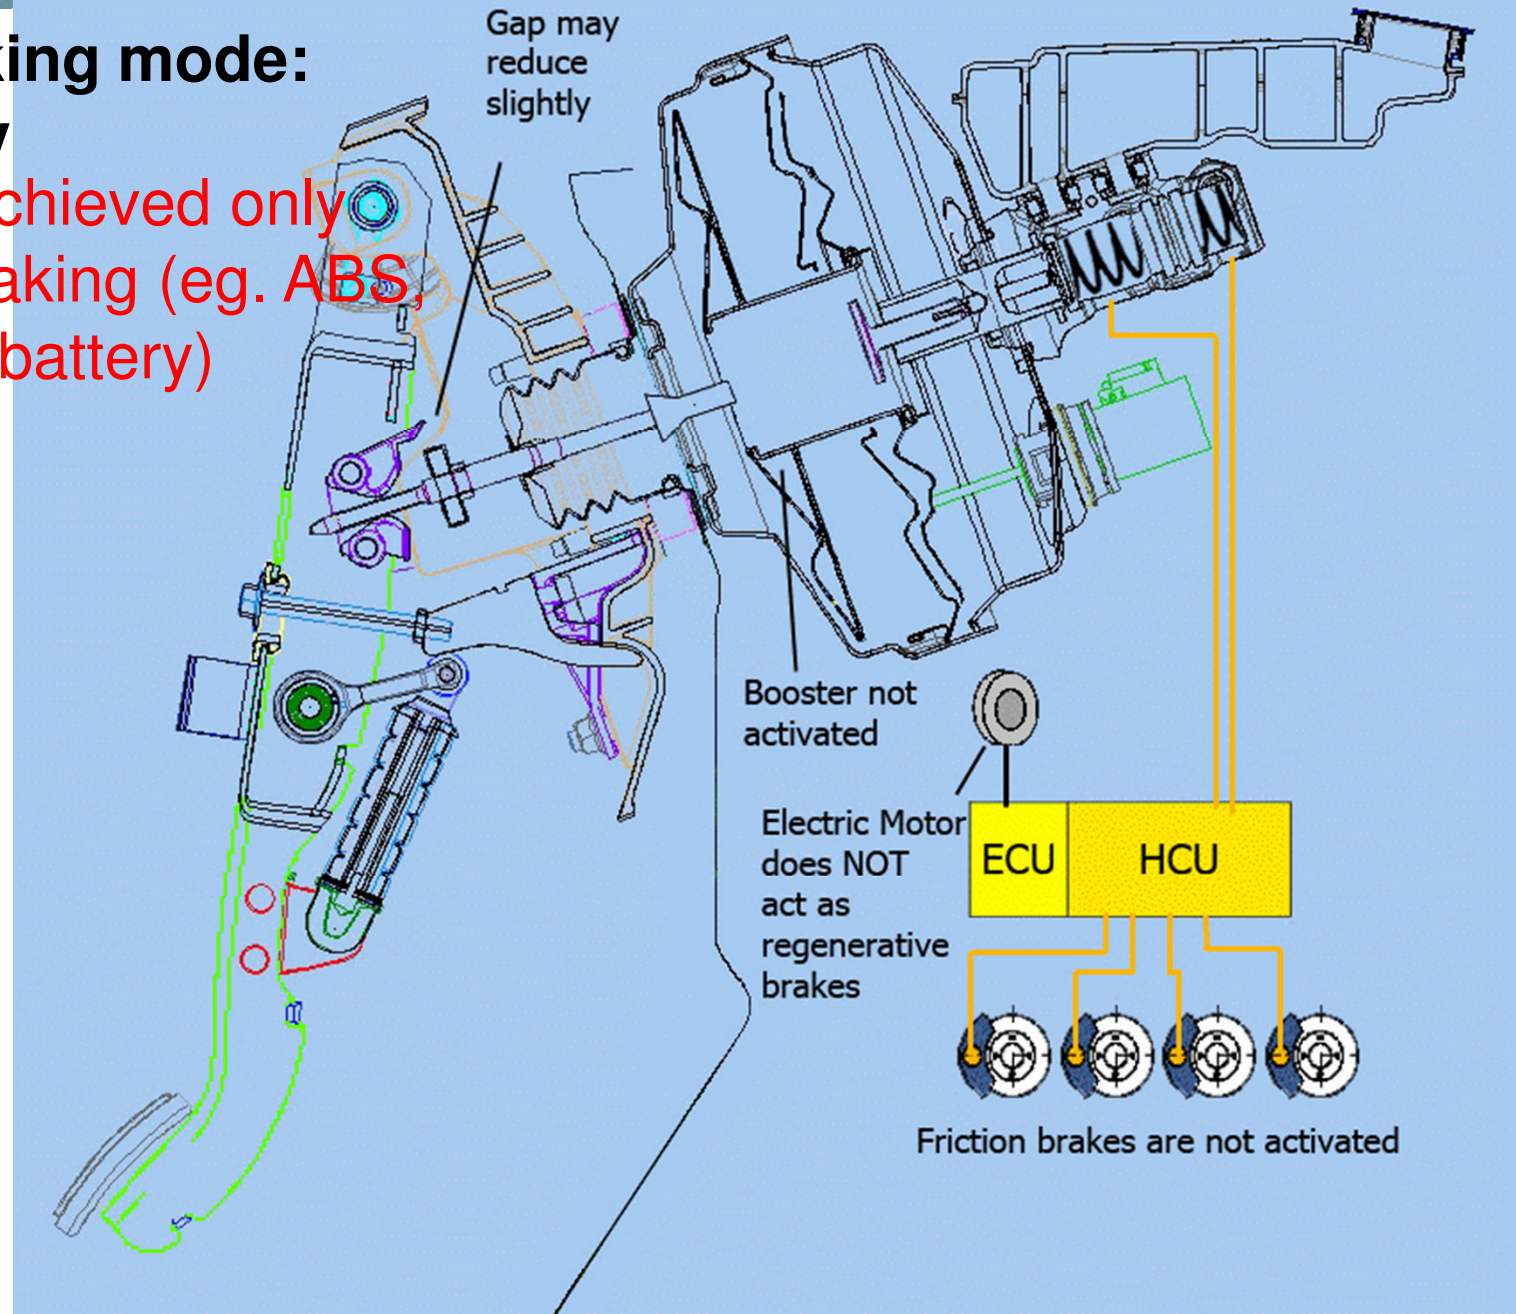 king mode:
y
chieved only
aking (eg. ABS,
battery)
Gap may
reduce
slightly
Booster not
activated
Electric Motor
does NOT
act as
regenerative
brakes
ECU
HCU
Friction brakes are not activated